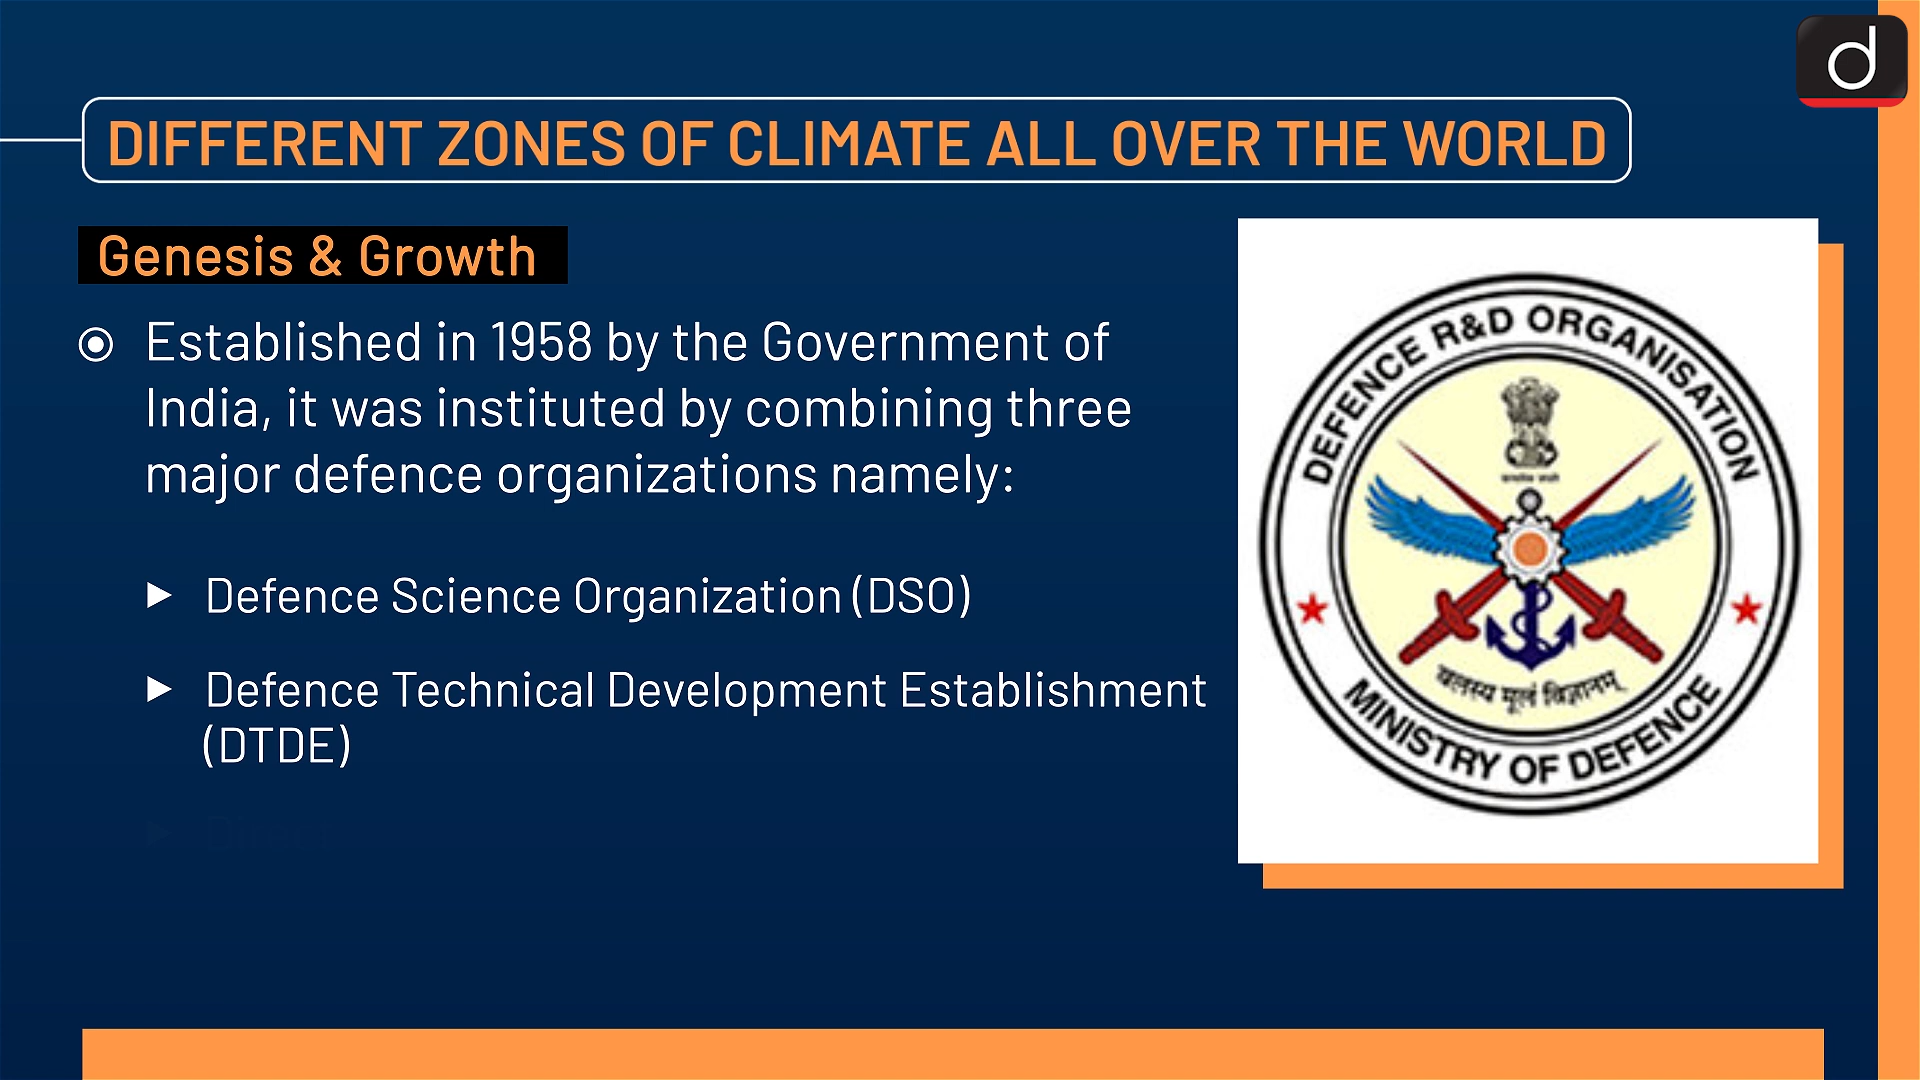 d
DIFFERENT ZONES OF CLIMATE ALL OVER THE WORLD
Genesis & Growth
Established in 1958 by the Government of
India, it was instituted by combining three
major defence organizations namely:
Defence Science Organization (DSO)
Defence Technical Development Establishment
(DTDE)
DEFENCE R&D ORGANISATION
बलस्य मूलं विज्ञानम्
MINISTRY OF DEFENCE